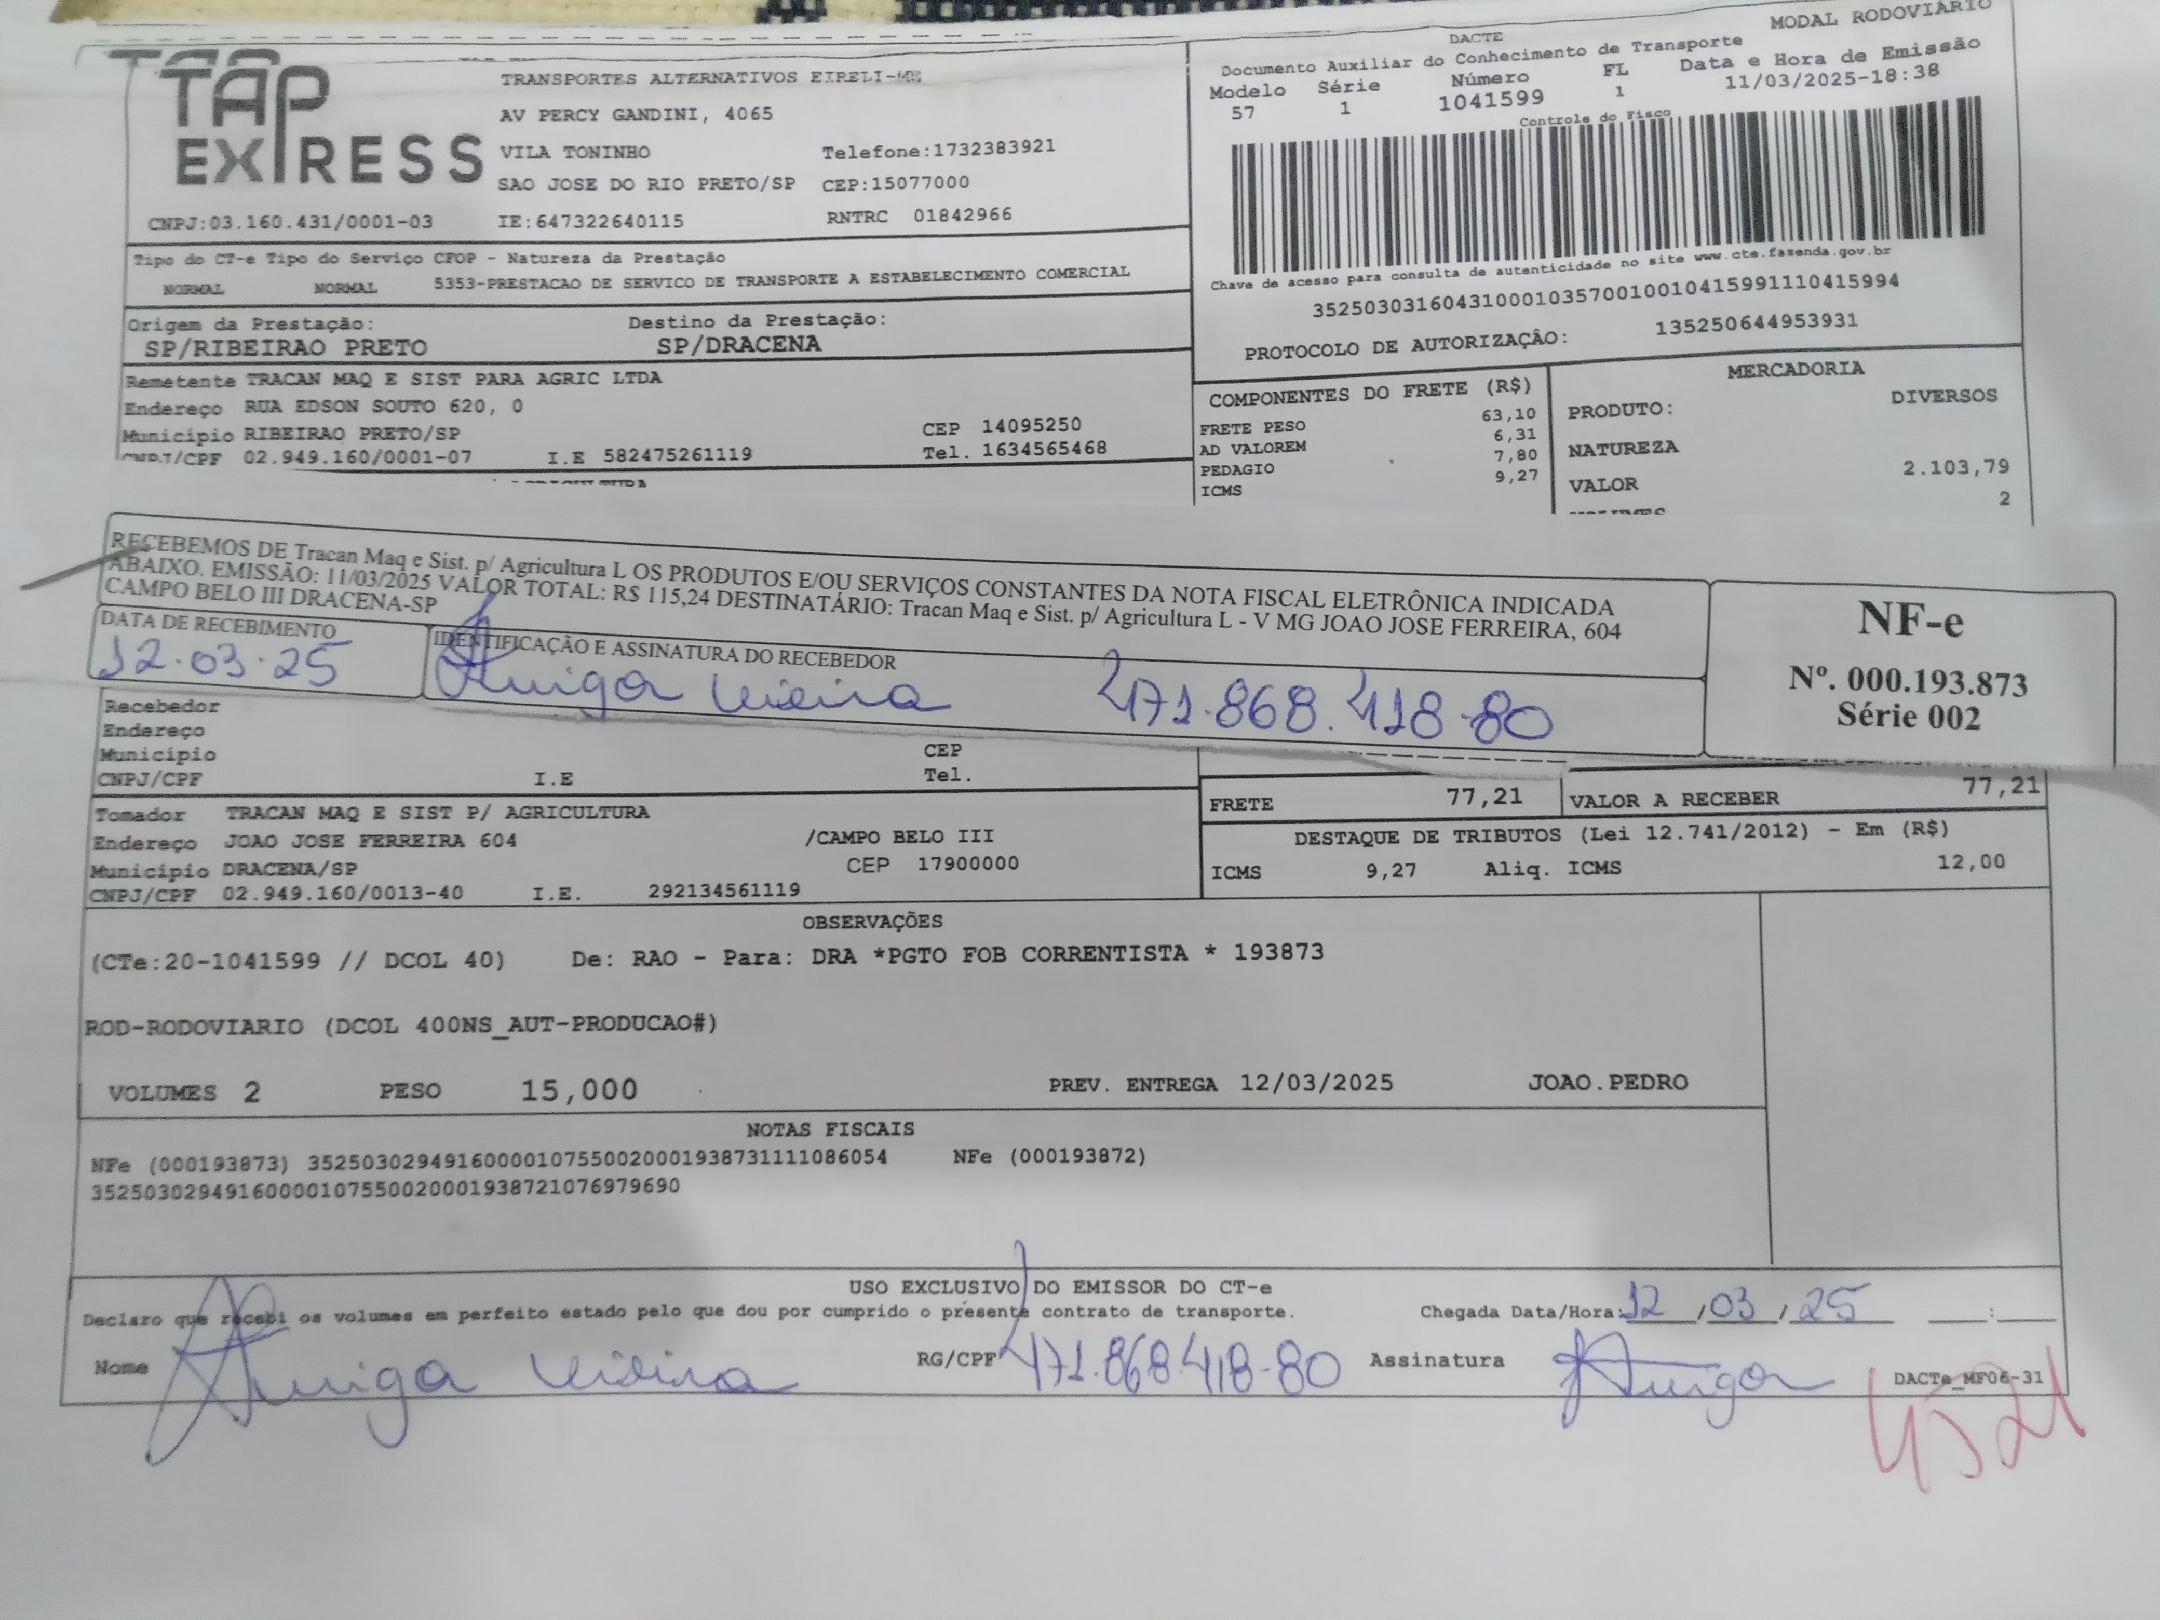 TAP EXPRESS
TRANSPORTES ALTERNATIVOS EIRELI-ME
AV PERCY GANDINI, 4065
VILA TONINHO Telefone:1732383921
SAO JOSE DO RIO PRETO/SP CEP:15077000
CNPJ:03.160.431/0001-03 IE:647322640115 RNTRC 01842966
MODAL RODOVIÁRIO
DACTE
Documento Auxiliar do Conhecimento de Transporte
Modelo Série Número FL Data e Hora de Emissão
57 1 1041599 1 11/03/2025-18:38
Controle do Fisco
Chave de acesso para consulta de autenticidade no site www.cte.fazenda.gov.br
35250303160431000103570010010415991110415994
PROTOCOLO DE AUTORIZAÇÃO: 135250644953931
Tipo do CT-e Tipo do Serviço CFOP - Natureza da Prestação
NORMAL NORMAL 5353-PRESTACAO DE SERVICO DE TRANSPORTE A ESTABELECIMENTO COMERCIAL
Origem da Prestação: Destino da Prestação:
SP/RIBEIRAO PRETO SP/DRACENA
Remetente TRACAN MAQ E SIST PARA AGRIC LTDA
Endereço RUA EDSON SOUTO 620, 0
Município RIBEIRAO PRETO/SP CEP 14095250
CNPJ/CPF 02.949.160/0001-07 I.E 582475261119 Tel. 1634565468
COMPONENTES DO FRETE (R$)
FRETE PESO 63,10
AD VALOREM 6,31
PEDAGIO 7,80
ICMS 9,27
MERCADORIA
PRODUTO: DIVERSOS
NATUREZA
VALOR 2.103,79
2
RECEBEMOS DE Tracan Maq e Sist. p/ Agricultura L OS PRODUTOS E/OU SERVIÇOS CONSTANTES DA NOTA FISCAL ELETRÔNICA INDICADA
ABAIXO. EMISSÃO: 11/03/2025 VALOR TOTAL: R$ 115,24 DESTINATÁRIO: Tracan Maq e Sist. p/ Agricultura L - V MG JOAO JOSE FERREIRA, 604
CAMPO BELO III DRACENA-SP
DATA DE RECEBIMENTO IDENTIFICAÇÃO E ASSINATURA DO RECEBEDOR
12.03.25 471.868.418-80
NF-e
Nº. 000.193.873
Série 002
Recebedor
Endereço
Município CEP
CNPJ/CPF I.E Tel.
FRETE 77,21 VALOR A RECEBER 77,21
Tomador TRACAN MAQ E SIST P/ AGRICULTURA
Endereço JOAO JOSE FERREIRA 604 /CAMPO BELO III
Município DRACENA/SP CEP 17900000
CNPJ/CPF 02.949.160/0013-40 I.E. 292134561119
DESTAQUE DE TRIBUTOS (Lei 12.741/2012) - Em (R$)
ICMS 9,27 Aliq. ICMS 12,00
OBSERVAÇÕES
(CTe:20-1041599 // DCOL 40) De: RAO - Para: DRA *PGTO FOB CORRENTISTA * 193873
ROD-RODOVIARIO (DCOL 400NS_AUT-PRODUCAO#)
VOLUMES 2 PESO 15,000 PREV. ENTREGA 12/03/2025 JOAO.PEDRO
NOTAS FISCAIS
NFe (000193873) 35250302949160000107550020001938731111086054 NFe (000193872)
35250302949160000107550020001938721076979690
USO EXCLUSIVO DO EMISSOR DO CT-e
Declaro que recebi os volumes em perfeito estado pelo que dou por cumprido o presente contrato de transporte. Chegada Data/Hora: 12/03/25 :
Nome RG/CPF 471.868.418-80 Assinatura
DACTe_MF06-31